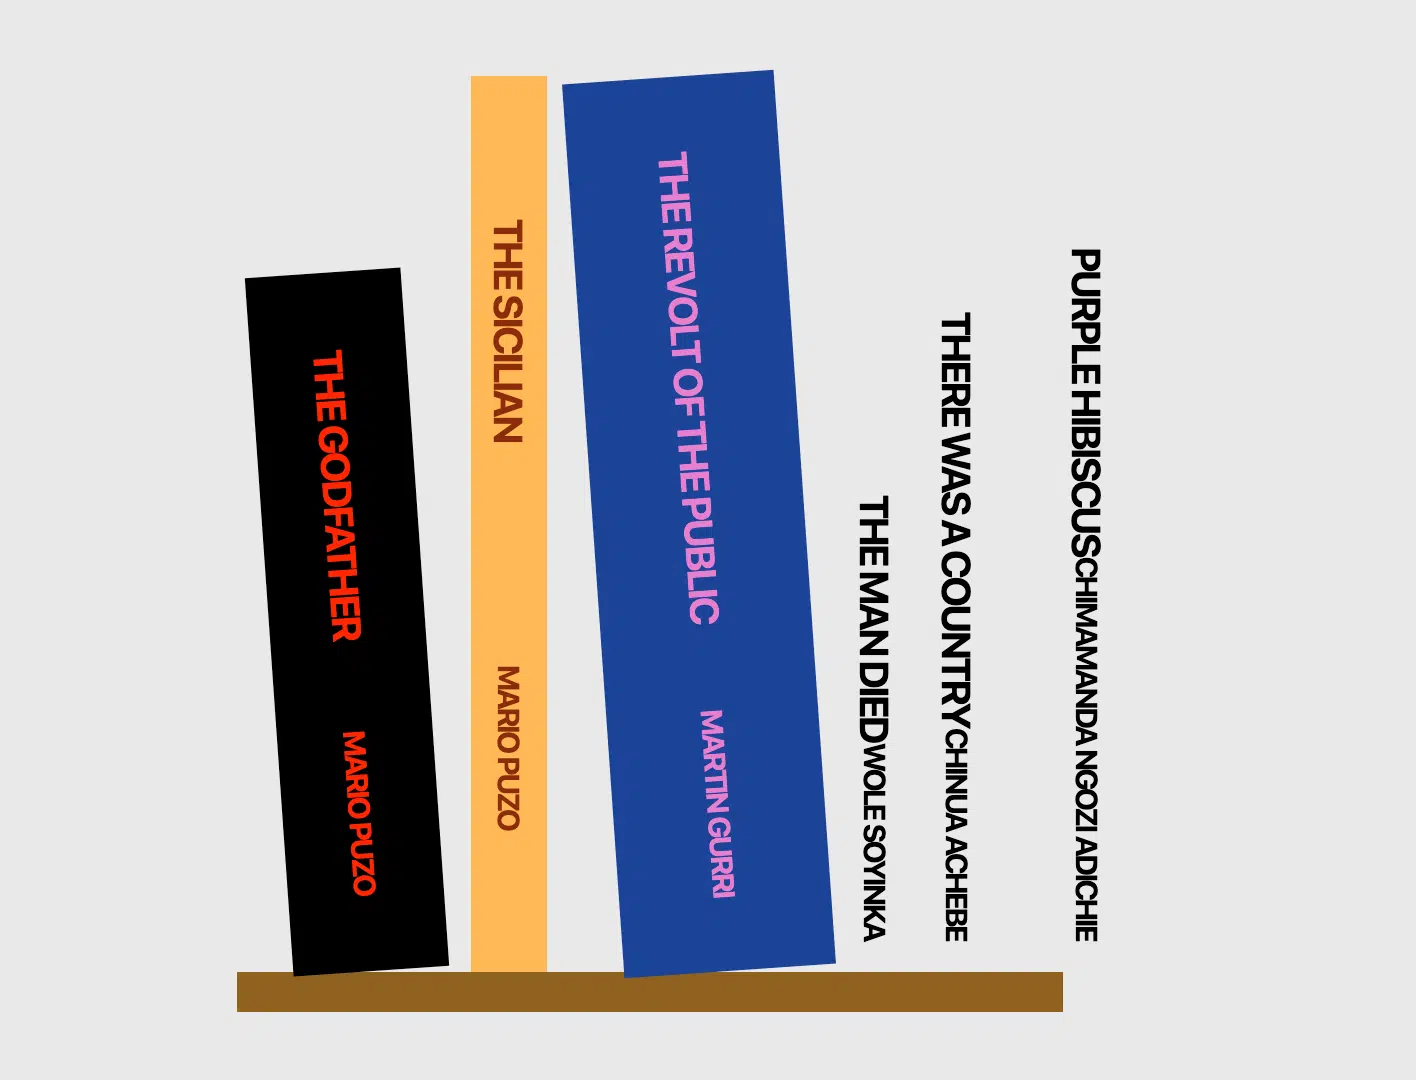 THE GODFATHER
MARIO PUZO
THE SICILIAN
MARIO PUZO
THE REVOLT OF THE PUBLIC
MARTIN GURRI
THE MAN DIED WOLE SOYINKA
THERE WAS A COUNTRY CHINUA ACHEBE
PURPLE HIBISCUS CHIMAMANDA NGOZI ADICHIE